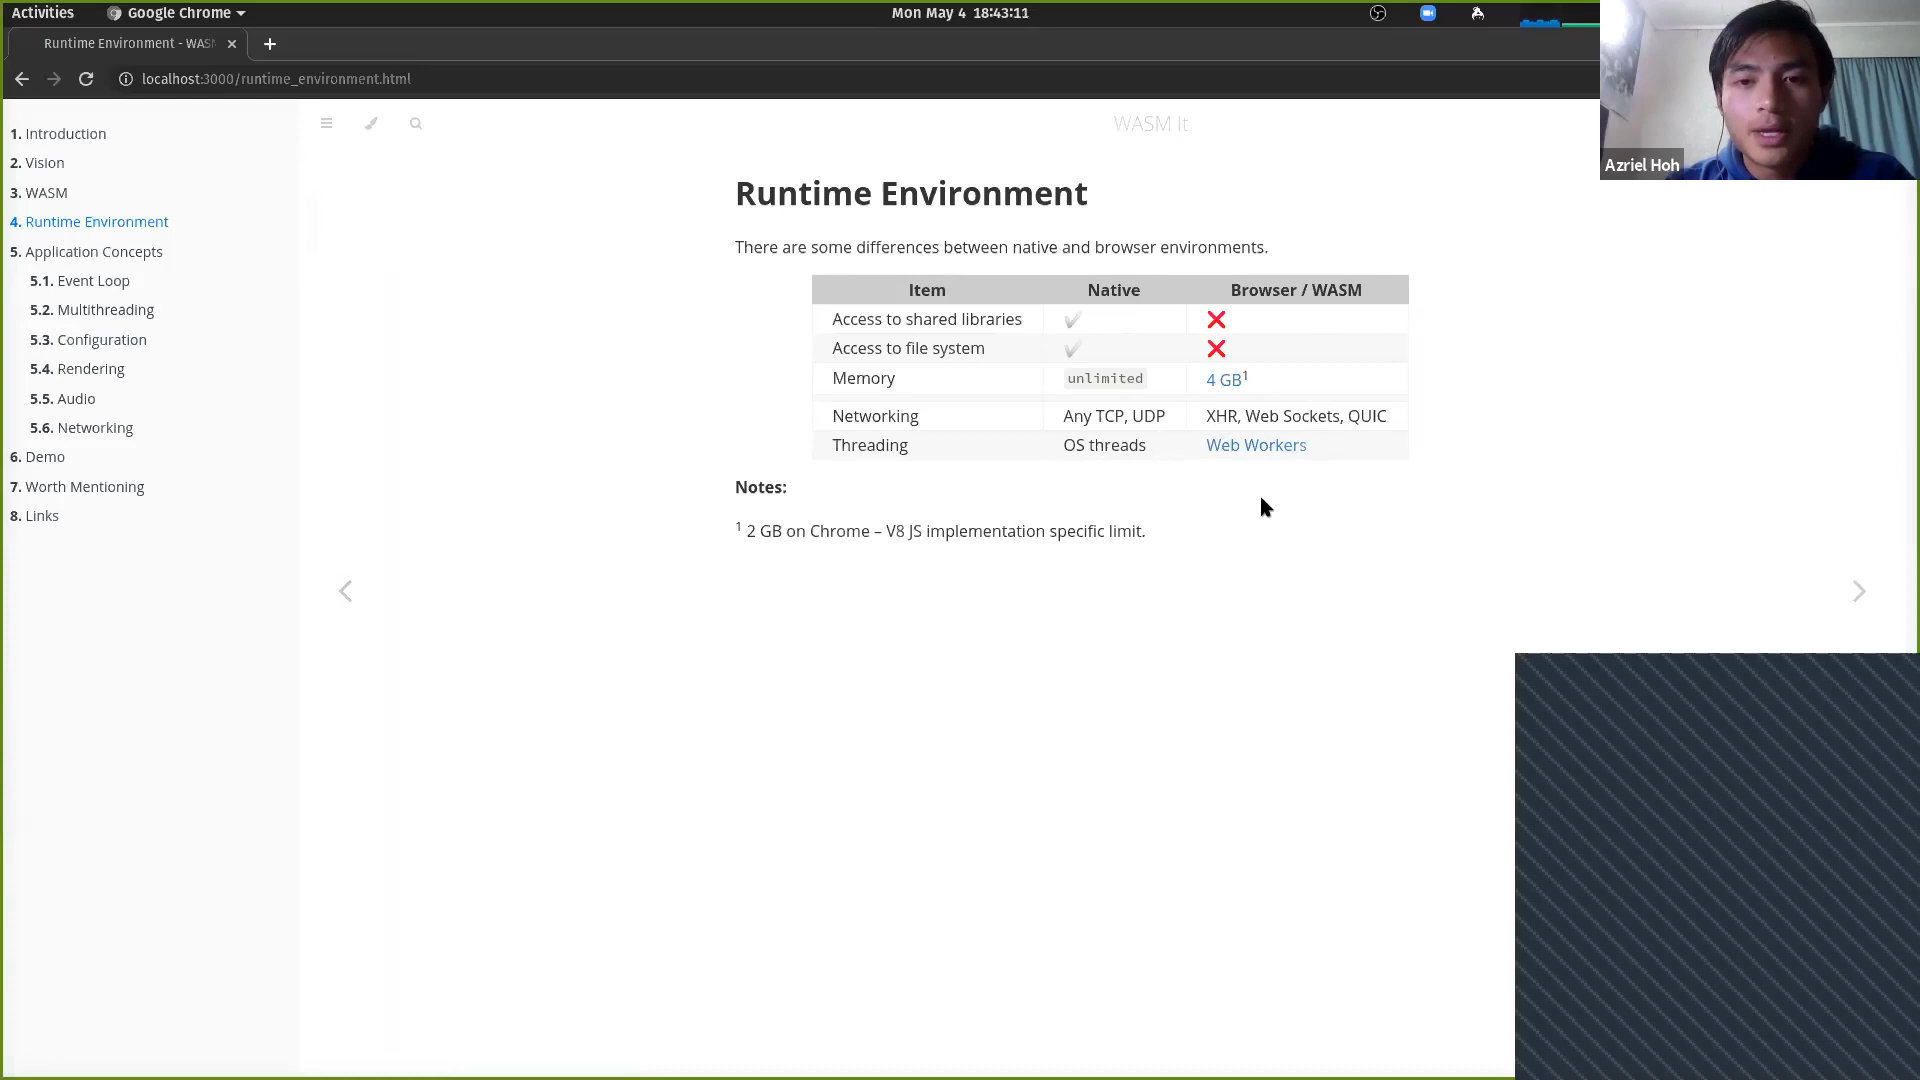 Activities
Google Chrome
Mon May 4 18:43:11
Runtime Environment - WAS
localhost:3000/runtime_environment.html
Azriel Hoh
1. Introduction
2. Vision
3. WASM
4. Runtime Environment
5. Application Concepts
5.1. Event Loop
5.2. Multithreading
5.3. Configuration
5.4. Rendering
5.5. Audio
5.6. Networking
6. Demo
7. Worth Mentioning
8. Links
WASM It
Runtime Environment
There are some differences between native and browser environments.
Item Native Browser / WASM
Access to shared libraries ✔ ❌
Access to file system ✔ ❌
Memory unlimited 4 GB¹
Networking Any TCP, UDP XHR, Web Sockets, QUIC
Threading OS threads Web Workers
Notes:
¹ 2 GB on Chrome – V8 JS implementation specific limit.